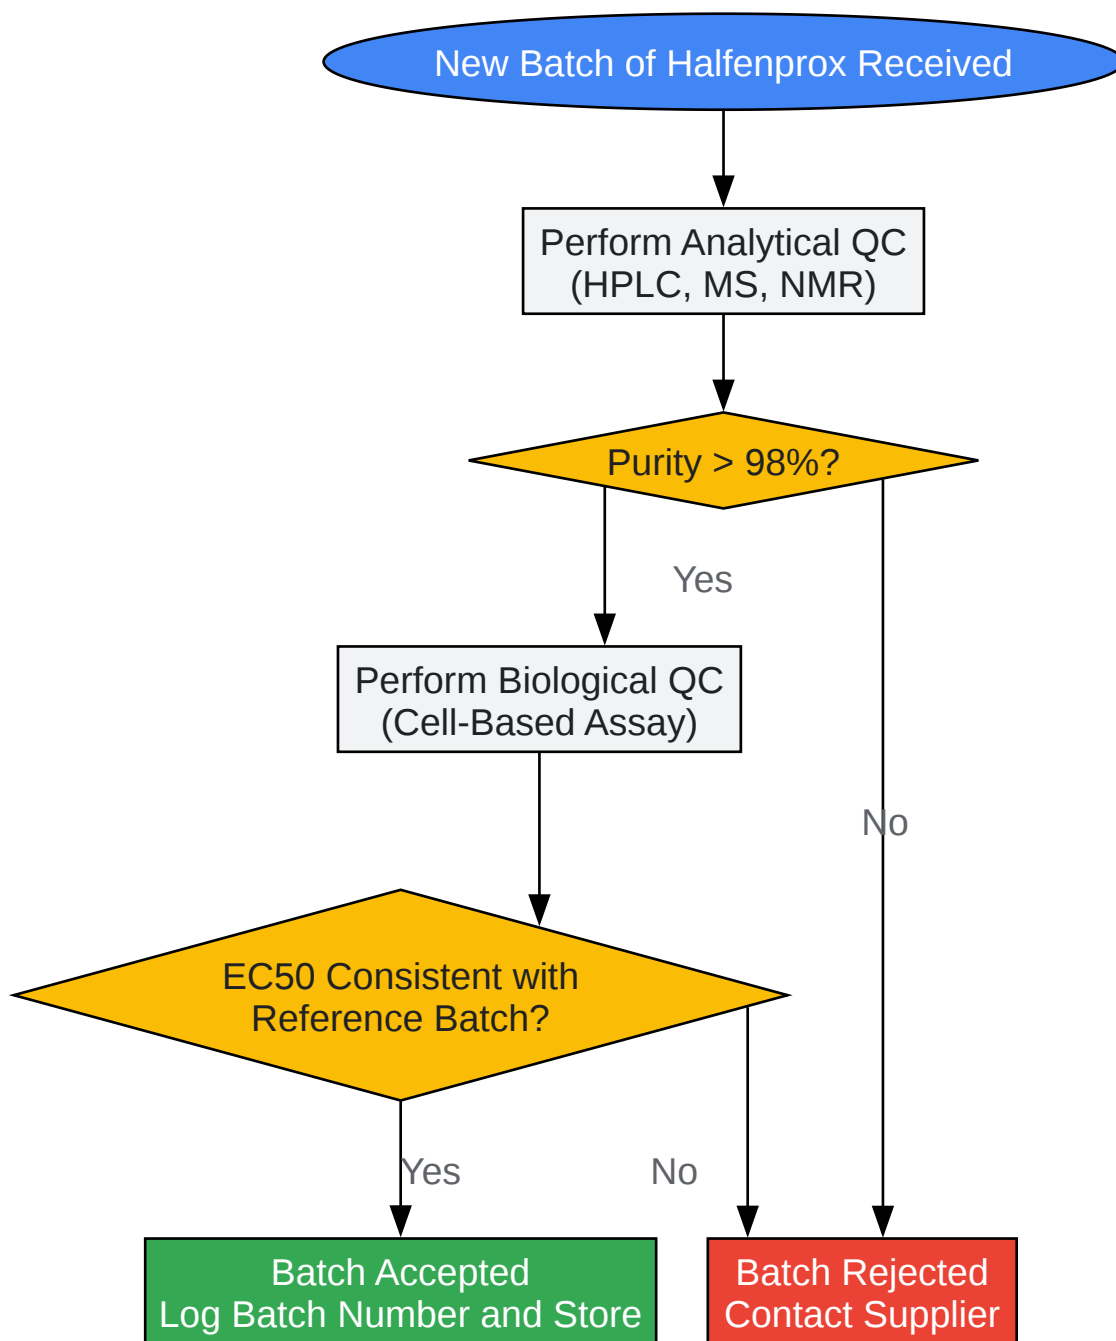 New Batch of Halfenprox Received
Perform Analytical QC
(HPLC, MS, NMR)
Purity > 98%?
Yes
Perform Biological QC
(Cell-Based Assay)
No
EC50 Consistent with
Reference Batch?
Yes
No
Batch Accepted
Log Batch Number and Store
Batch Rejected
Contact Supplier